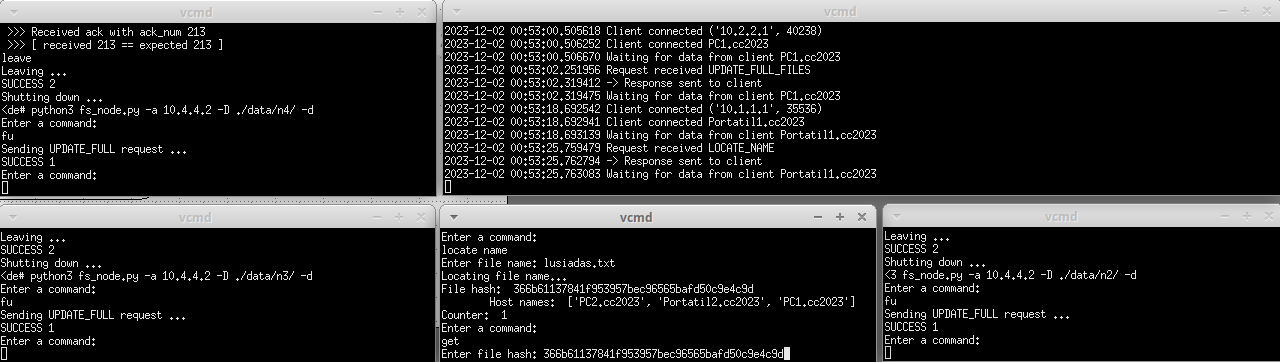 vcmd
>>> Received ack with ack_num 213
>>> [ received 213 == expected 213 ]
leave
Leaving ...
SUCCESS 2
Shutting down ...
<de# python3 fs_node.py -a 10.4.4.2 -D ./data/n4/ -d
Enter a command:
fu
Sending UPDATE_FULL request ...
SUCCESS 1
Enter a command:
vcmd
2023-12-02 00:53:00.505618 Client connected ('10.2.2.1', 40238)
2023-12-02 00:53:00.506252 Client connected PC1.cc2023
2023-12-02 00:53:00.506670 Waiting for data from client PC1.cc2023
2023-12-02 00:53:02.251956 Request received UPDATE_FULL_FILES
2023-12-02 00:53:02.319412 -> Response sent to client
2023-12-02 00:53:02.319475 Waiting for data from client PC1.cc2023
2023-12-02 00:53:18.692542 Client connected ('10.1.1.1', 35536)
2023-12-02 00:53:18.692941 Client connected Portatil1.cc2023
2023-12-02 00:53:18.693139 Waiting for data from client Portatil1.cc2023
2023-12-02 00:53:25.759479 Request received LOCATE_NAME
2023-12-02 00:53:25.762794 -> Response sent to client
2023-12-02 00:53:25.763083 Waiting for data from client Portatil1.cc2023
vcmd
Leaving ...
SUCCESS 2
Shutting down ...
<de# python3 fs_node.py -a 10.4.4.2 -D ./data/n3/ -d
Enter a command:
fu
Sending UPDATE_FULL request ...
SUCCESS 1
Enter a command:
vcmd
Enter a command:
locate name
Enter file name: lusiadas.txt
Locating file name...
File hash:  366b61137841f953957bec96565bafd50c9e4c9d
Host names:  ['PC2.cc2023', 'Portatil2.cc2023', 'PC1.cc2023']
Counter:  1
Enter a command:
get
Enter file hash: 366b61137841f953957bec96565bafd50c9e4c9d
vcmd
Leaving ...
SUCCESS 2
Shutting down ...
<3 fs_node.py -a 10.4.4.2 -D ./data/n2/ -d
Enter a command:
fu
Sending UPDATE_FULL request ...
SUCCESS 1
Enter a command: